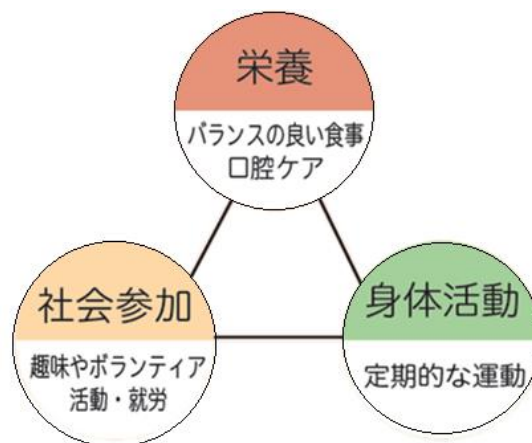 栄養
バランスの良い食事
口腔ケア
社会参加
趣味やボランティア
活動・就労
身体活動
定期的な運動